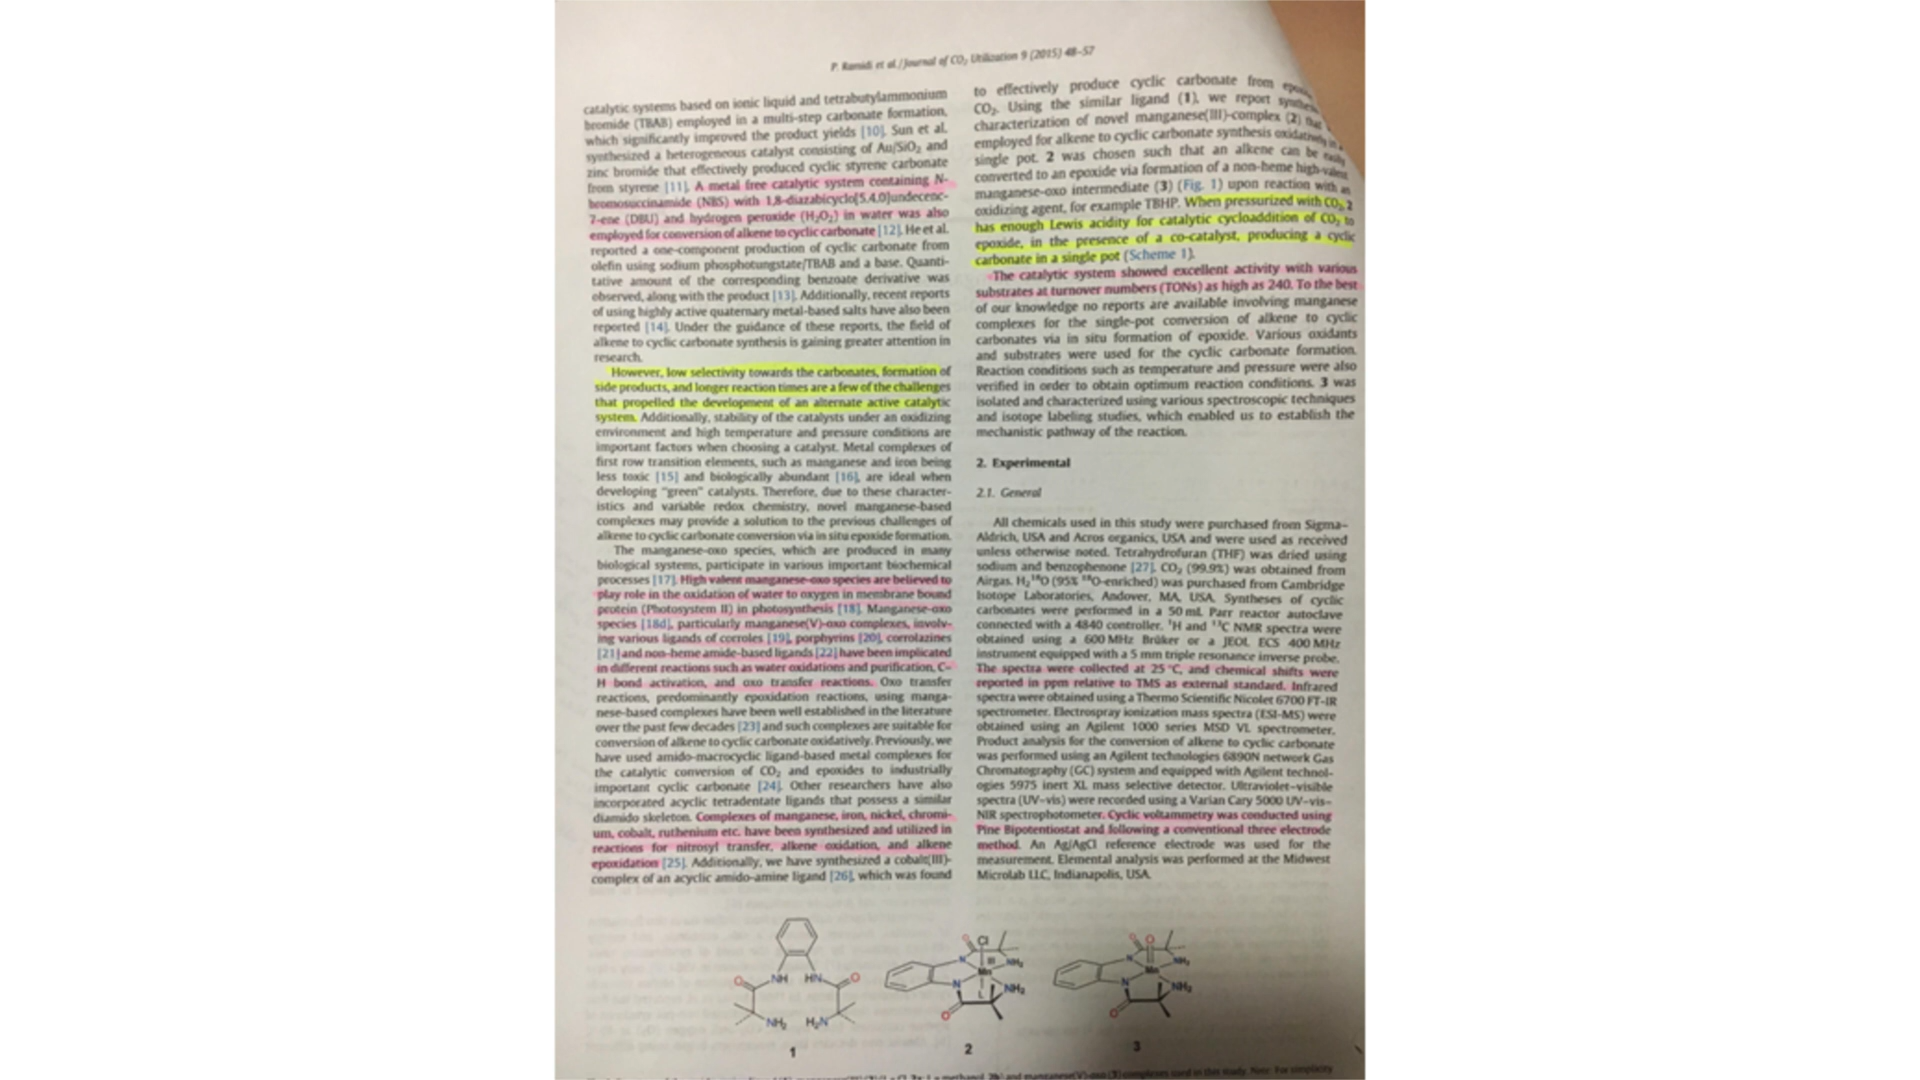 P. Ramidi et al./Journal of CO₂ Utilization 9 (2015) 48–57
catalytic systems based on ionic liquid and tetrabutylammonium
bromide (TBAB) employed in a multi-step carbonate formation,
which significantly improved the product yields [10]. Sun et al.
synthesized a heterogeneous catalyst consisting of Au/SiO₂ and
zinc bromide that effectively produced cyclic styrene carbonate
from styrene [11]. A metal free catalytic system containing N-
bromosuccinamide (NBS) with 1,8-diazabicyclo[5.4.0]undecenc-
7-ene (DBU) and hydrogen peroxide (H₂O₂) in water was also
employed for conversion of alkene to cyclic carbonate [12]. He et al.
reported a one-component production of cyclic carbonate from
olefin using sodium phosphotungstate/TBAB and a base. Quanti-
tative amount of the corresponding benzoate derivative was
observed, along with the product [13]. Additionally, recent reports
of using highly active quaternary metal-based salts have also been
reported [14]. Under the guidance of these reports, the field of
alkene to cyclic carbonate synthesis is gaining greater attention in
research.
However, low selectivity towards the carbonates, formation of
side products, and longer reaction times are a few of the challenges
that propelled the development of an alternate active catalytic
system. Additionally, stability of the catalysts under an oxidizing
environment and high temperature and pressure conditions are
important factors when choosing a catalyst. Metal complexes of
first row transition elements, such as manganese and iron being
less toxic [15] and biologically abundant [16], are ideal when
developing "green" catalysts. Therefore, due to these character-
istics and variable redox chemistry, novel manganese-based
complexes may provide a solution to the previous challenges of
alkene to cyclic carbonate conversion via in situ epoxide formation.
The manganese-oxo species, which are produced in many
biological systems, participate in various important biochemical
processes [17]. High valent manganese-oxo species are believed to
play role in the oxidation of water to oxygen in membrane bound
protein (Photosystem II) in photosynthesis [18]. Manganese-oxo
species [18d], particularly manganese(V)-oxo complexes, involv-
ing various ligands of corroles [19], porphyrins [20], corrolazines
[21] and non-heme amide-based ligands [22] have been implicated
in different reactions such as water oxidations and purification, C–
H bond activation, and oxo transfer reactions. Oxo transfer
reactions, predominantly epoxidation reactions, using manga-
nese-based complexes have been well established in the literature
over the past few decades [23] and such complexes are suitable for
conversion of alkene to cyclic carbonate oxidatively. Previously, we
have used amido-macrocyclic ligand-based metal complexes for
the catalytic conversion of CO₂ and epoxides to industrially
important cyclic carbonate [24]. Other researchers have also
incorporated acyclic tetradentate ligands that possess a similar
diamido skeleton. Complexes of manganese, iron, nickel, chromi-
um, cobalt, ruthenium etc. have been synthesized and utilized in
reactions for nitrosyl transfer, alkene oxidation, and alkene
epoxidation [25]. Additionally, we have synthesized a cobalt(III)-
complex of an acyclic amido-amine ligand [26], which was found
to effectively produce cyclic carbonate from
CO₂. Using the similar ligand (1), we report
characterization of novel manganese(III)-complex (2) that
employed for alkene to cyclic carbonate synthesis oxidatively in a
single pot. 2 was chosen such that an alkene can be easily
converted to an epoxide via formation of a non-heme high-valent
manganese-oxo intermediate (3) (Fig. 1) upon reaction with an
oxidizing agent, for example TBHP. When pressurized with CO₂, 2
has enough Lewis acidity for catalytic cycloaddition of CO₂ to
epoxide, in the presence of a co-catalyst, producing a cyclic
carbonate in a single pot (Scheme 1).
The catalytic system showed excellent activity with various
substrates at turnover numbers (TONs) as high as 240. To the best
of our knowledge no reports are available involving manganese
complexes for the single-pot conversion of alkene to cyclic
carbonates via in situ formation of epoxide. Various oxidants
and substrates were used for the cyclic carbonate formation.
Reaction conditions such as temperature and pressure were also
verified in order to obtain optimum reaction conditions. 3 was
isolated and characterized using various spectroscopic techniques
and isotope labeling studies, which enabled us to establish the
mechanistic pathway of the reaction.
2. Experimental
2.1. General
All chemicals used in this study were purchased from Sigma–
Aldrich, USA and Acros organics, USA and were used as received
unless otherwise noted. Tetrahydrofuran (THF) was dried using
sodium and benzophenone [27]. CO₂ (99.9%) was obtained from
Airgas. H₂¹⁸O (95% ¹⁸O-enriched) was purchased from Cambridge
Isotope Laboratories, Andover, MA, USA. Syntheses of cyclic
carbonates were performed in a 50 mL Parr reactor autoclave
connected with a 4840 controller. ¹H and ¹³C NMR spectra were
obtained using a 600 MHz Brüker or a JEOL ECS 400 MHz
instrument equipped with a 5 mm triple resonance inverse probe.
The spectra were collected at 25 °C, and chemical shifts were
reported in ppm relative to TMS as external standard. Infrared
spectra were obtained using a Thermo Scientific Nicolet 6700 FT-IR
spectrometer. Electrospray ionization mass spectra (ESI-MS) were
obtained using an Agilent 1000 series MSD VL spectrometer.
Product analysis for the conversion of alkene to cyclic carbonate
was performed using an Agilent technologies 6890N network Gas
Chromatography (GC) system and equipped with Agilent technol-
ogies 5975 inert XL mass selective detector. Ultraviolet–visible
spectra (UV–vis) were recorded using a Varian Cary 5000 UV–vis–
NIR spectrophotometer. Cyclic voltammetry was conducted using
Pine Bipotentiostat and following a conventional three electrode
method. An Ag/AgCl reference electrode was used for the
measurement. Elemental analysis was performed at the Midwest
Microlab LLC, Indianapolis, USA.
NH HN
O O
NH₂ H₂N
1
O Cl
N III NH₂
Mn
N L NH₂
O
2
O O
N NH₂
Mn
N NH₂
O
3